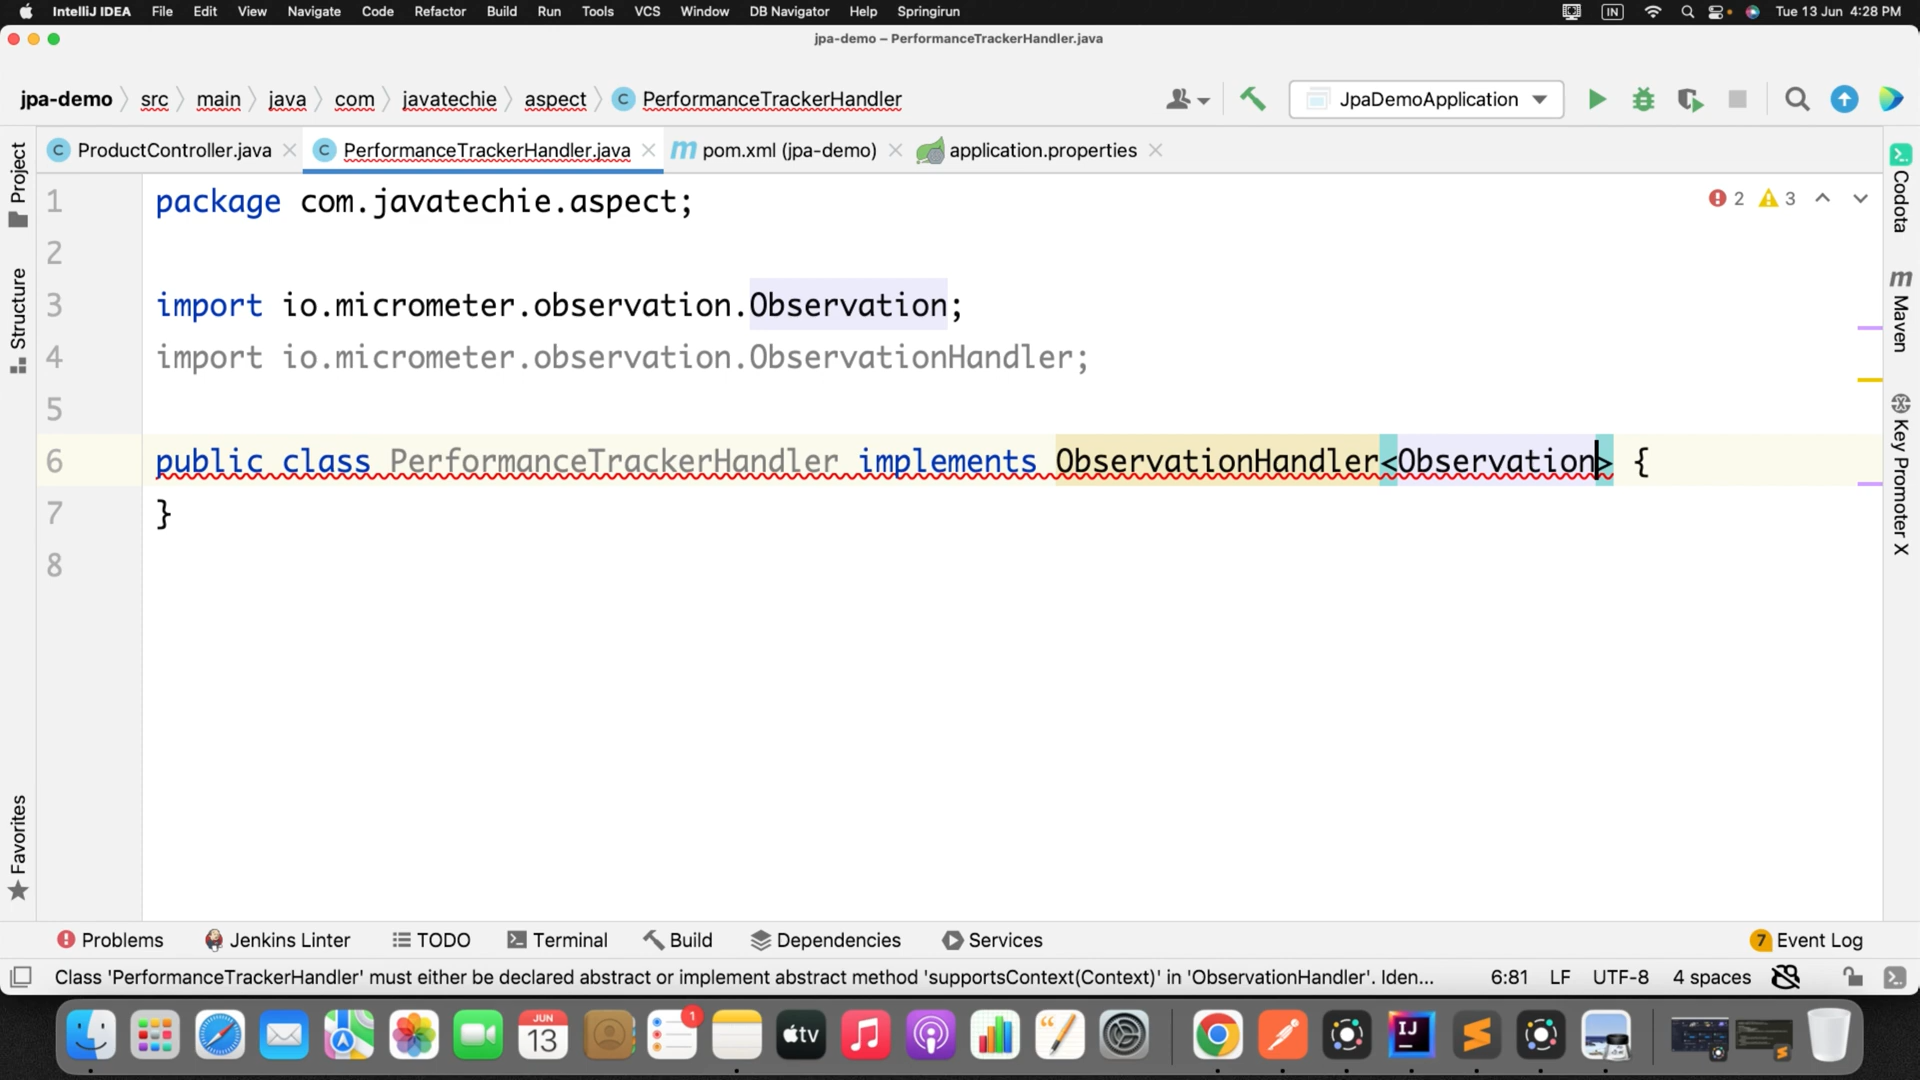 IntelliJ IDEA File Edit View Navigate Code Refactor Build Run Tools VCS Window DB Navigator Help Springirun IN Tue 13 Jun 4:28 PM
jpa-demo – PerformanceTrackerHandler.java
jpa-demo src main java com javatechie aspect C PerformanceTrackerHandler JpaDemoApplication
C ProductController.java C PerformanceTrackerHandler.java m pom.xml (jpa-demo) application.properties
Project
Structure
Favorites
1 package com.javatechie.aspect;
2
3 import io.micrometer.observation.Observation;
4 import io.micrometer.observation.ObservationHandler;
5
6 public class PerformanceTrackerHandler implements ObservationHandler<Observation> {
7 }
8
2 3
Codota
m Maven
Key Promoter X
Problems Jenkins Linter TODO Terminal Build Dependencies Services 7 Event Log
Class 'PerformanceTrackerHandler' must either be declared abstract or implement abstract method 'supportsContext(Context)' in 'ObservationHandler'. Iden... 6:81 LF UTF-8 4 spaces
JUN
13
1
tv
IJ